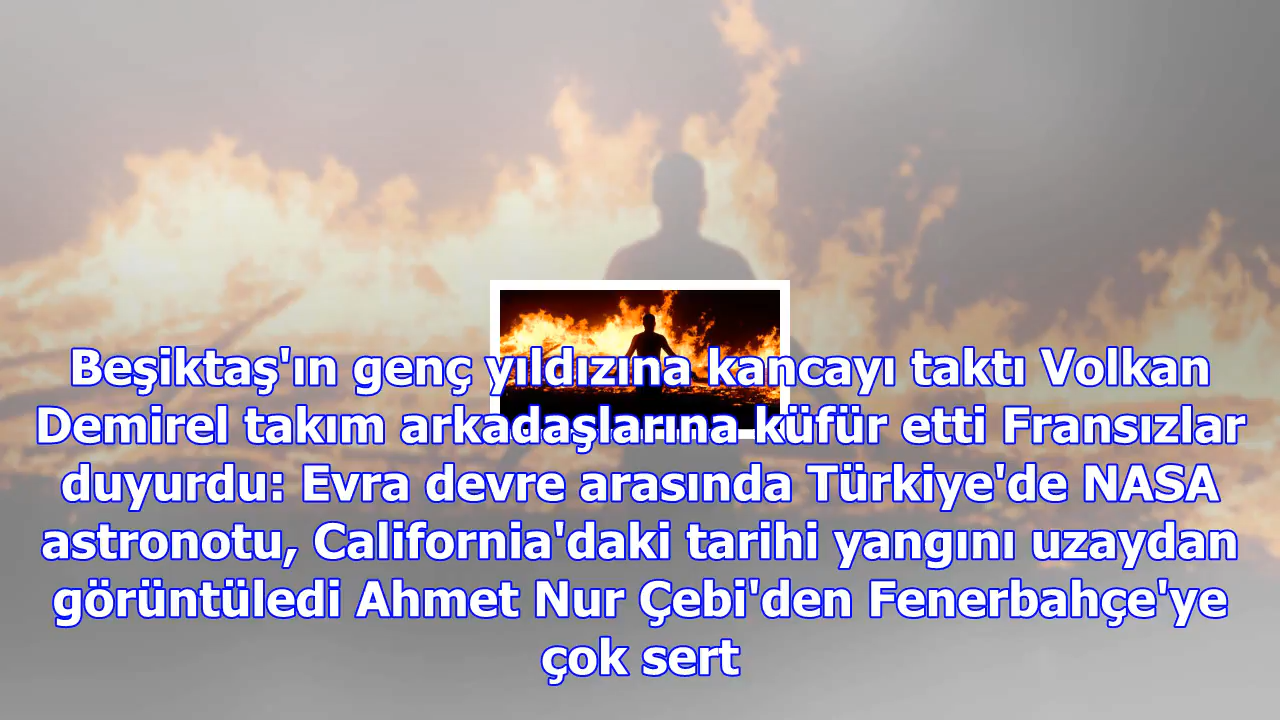 Beşiktaş'ın genç yıldızına kancayı taktı Volkan
Demirel takım arkadaşlarına küfür etti Fransızlar
duyurdu: Evra devre arasında Türkiye'de NASA
astronotu, California'daki tarihi yangını uzaydan
görüntüledi Ahmet Nur Çebi'den Fenerbahçe'ye
çok sert